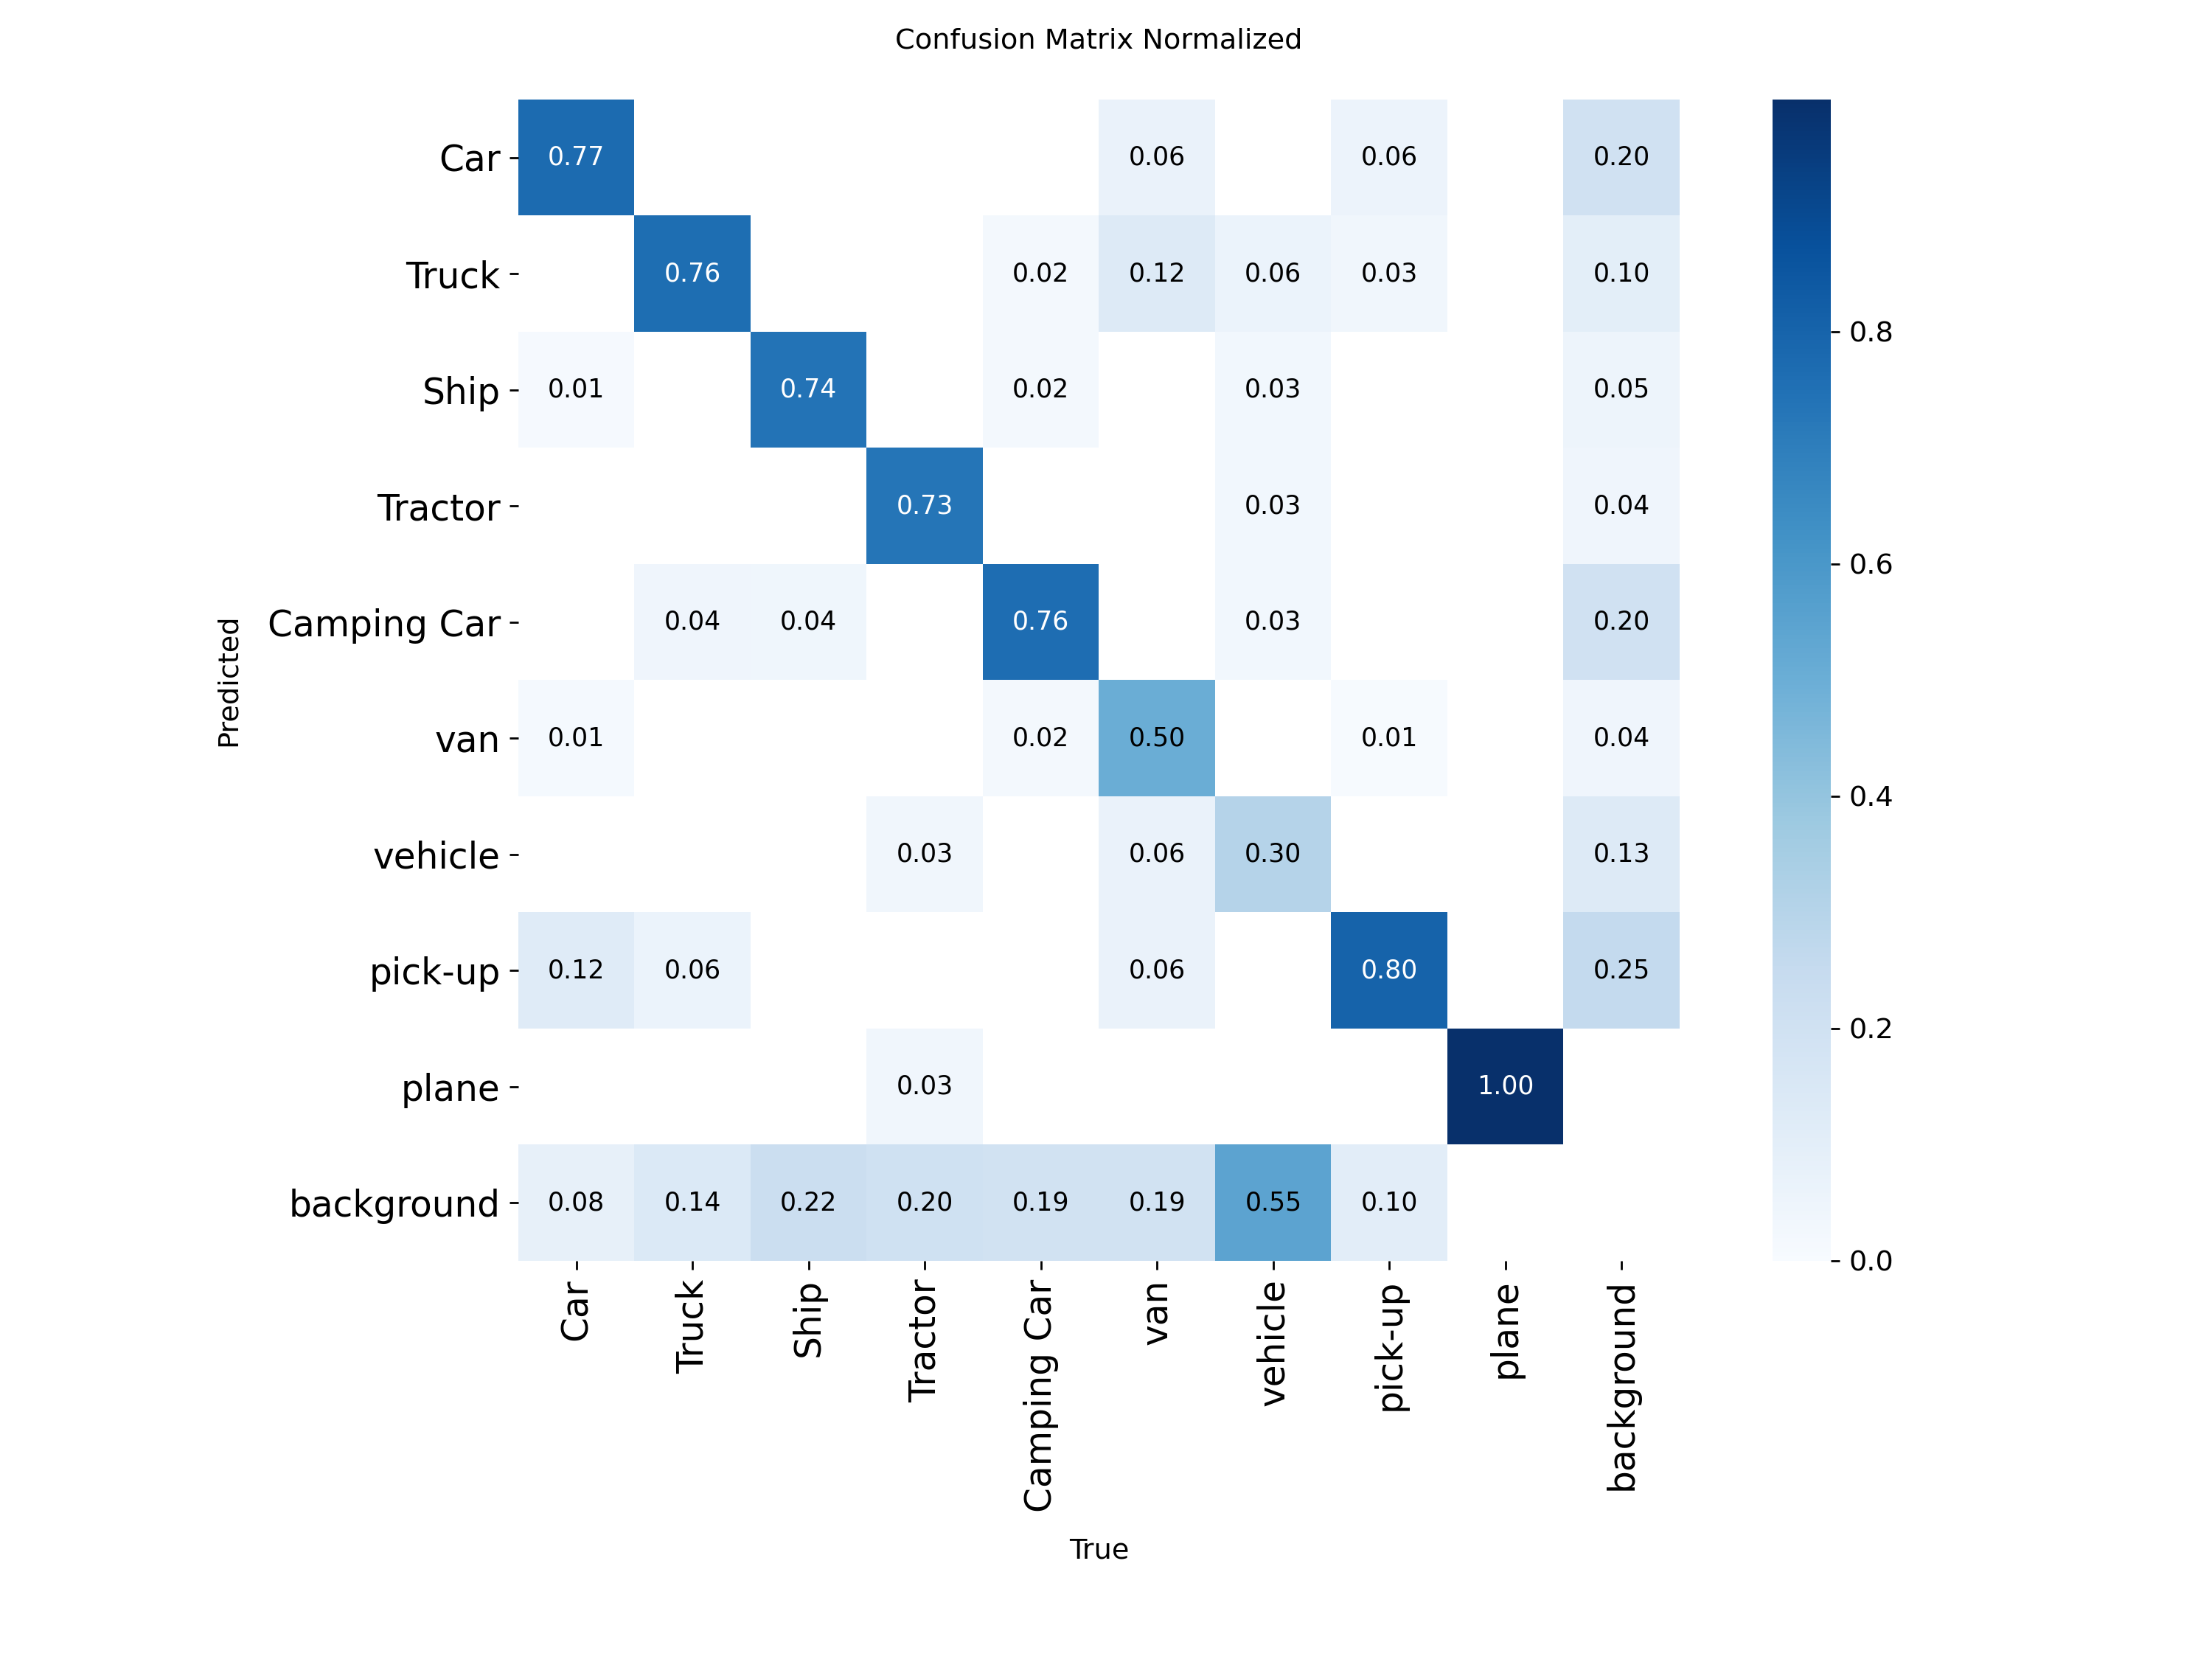 Confusion Matrix Normalized
Car 0.77 0.06 0.06 0.20
Truck 0.76 0.02 0.12 0.06 0.03 0.10
Ship 0.01 0.74 0.02 0.03 0.05
Tractor 0.73 0.03 0.04
Camping Car 0.04 0.04 0.76 0.03 0.20
van 0.01 0.02 0.50 0.01 0.04
vehicle 0.03 0.06 0.30 0.13
pick-up 0.12 0.06 0.06 0.80 0.25
plane 0.03 1.00
background 0.08 0.14 0.22 0.20 0.19 0.19 0.55 0.10
Predicted
Car Truck Ship Tractor Camping Car van vehicle pick-up plane background
True
0.8
0.6
0.4
0.2
0.0